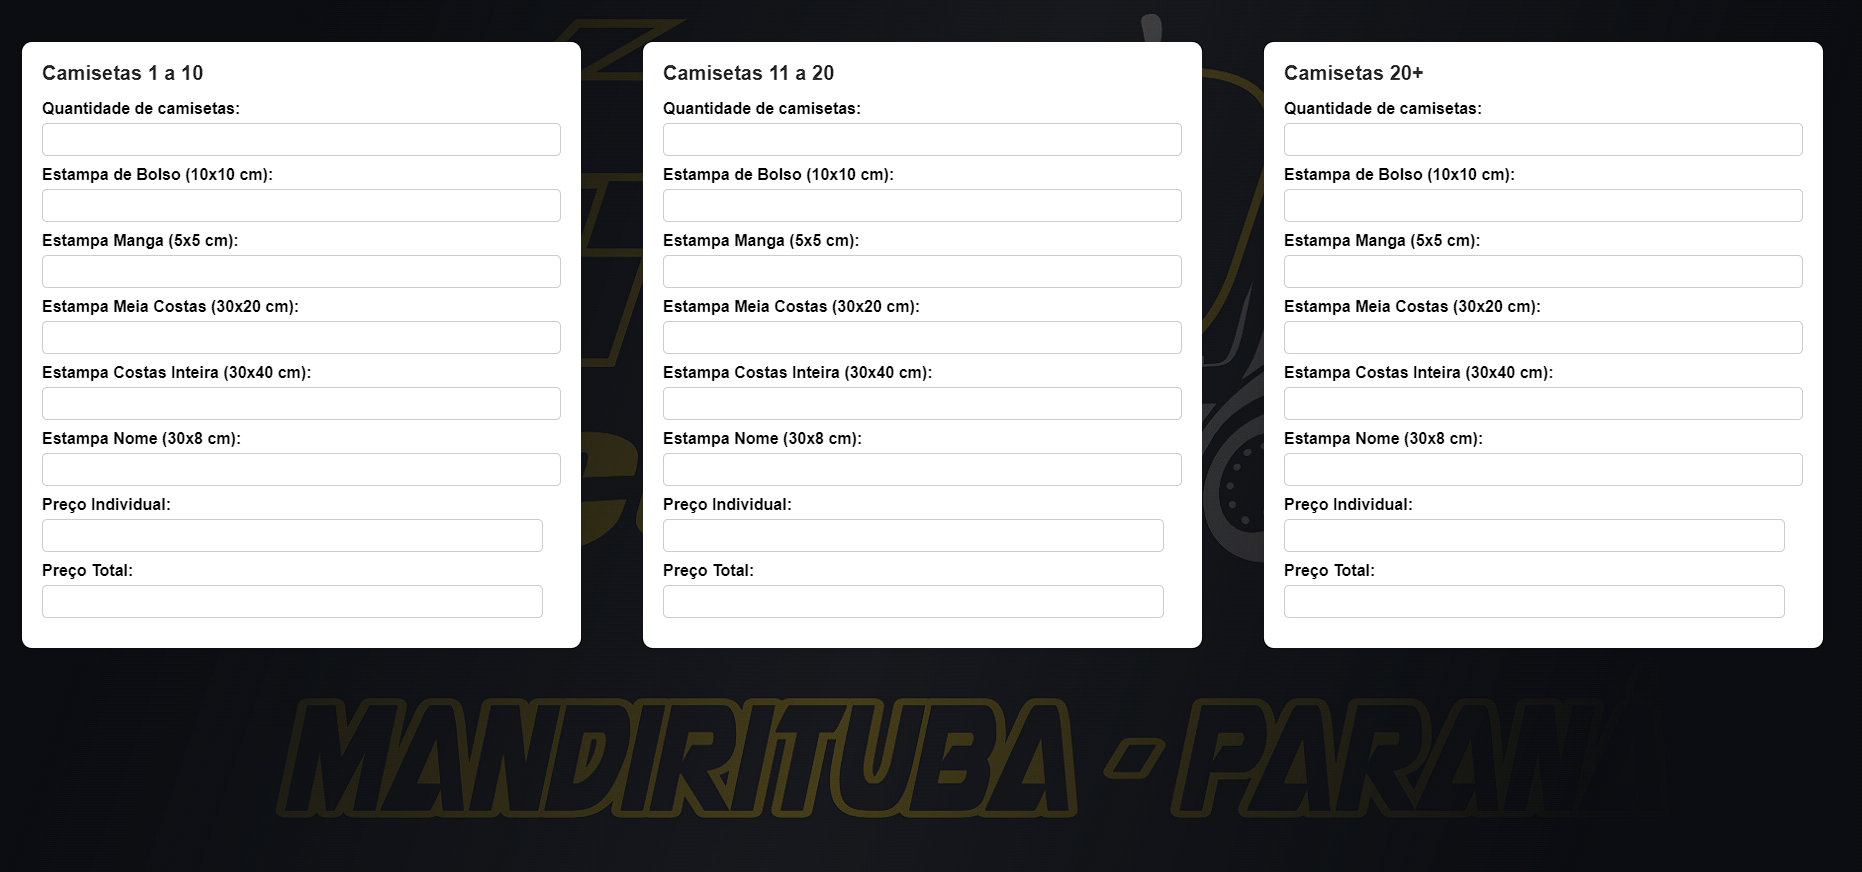 Camisetas 1 a 10
Quantidade de camisetas:
Estampa de Bolso (10x10 cm):
Estampa Manga (5x5 cm):
Estampa Meia Costas (30x20 cm):
Estampa Costas Inteira (30x40 cm):
Estampa Nome (30x8 cm):
Preço Individual:
Preço Total:
Camisetas 11 a 20
Quantidade de camisetas:
Estampa de Bolso (10x10 cm):
Estampa Manga (5x5 cm):
Estampa Meia Costas (30x20 cm):
Estampa Costas Inteira (30x40 cm):
Estampa Nome (30x8 cm):
Preço Individual:
Preço Total:
Camisetas 20+
Quantidade de camisetas:
Estampa de Bolso (10x10 cm):
Estampa Manga (5x5 cm):
Estampa Meia Costas (30x20 cm):
Estampa Costas Inteira (30x40 cm):
Estampa Nome (30x8 cm):
Preço Individual:
Preço Total:
MANDIRITUBA - PARANÁ